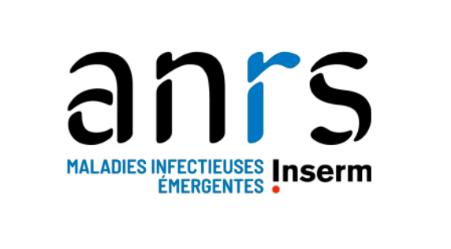 anrs
MALADIES INFECTIEUSES
ÉMERGENTES
Inserm